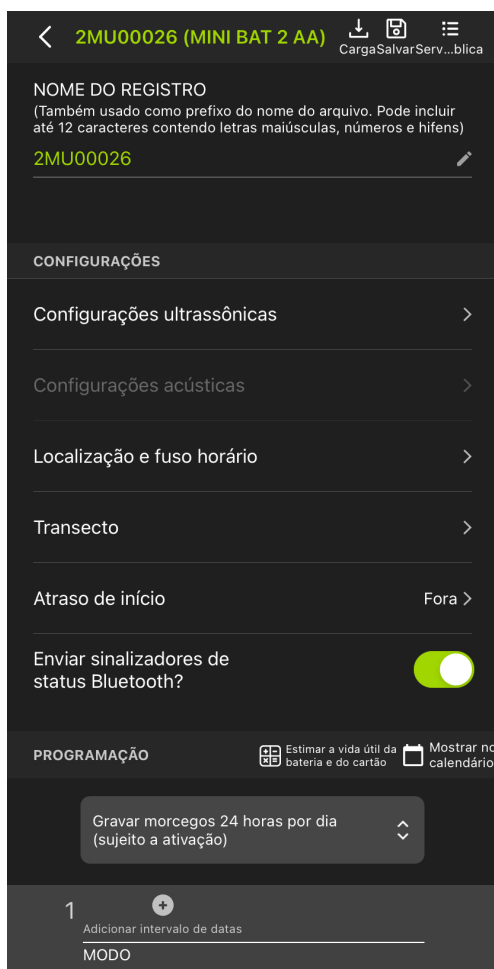 2MU00026 (MINI BAT 2 AA)
Carga Salvar Serv...blica
NOME DO REGISTRO
(Também usado como prefixo do nome do arquivo. Pode incluir
até 12 caracteres contendo letras maiúsculas, números e hifens)
2MU00026
CONFIGURAÇÕES
Configurações ultrassônicas
Configurações acústicas
Localização e fuso horário
Transecto
Atraso de início Fora
Enviar sinalizadores de
status Bluetooth?
PROGRAMAÇÃO
Estimar a vida útil da
bateria e do cartão
Mostrar no
calendário
Gravar morcegos 24 horas por dia
(sujeito a ativação)
1
Adicionar intervalo de datas
MODO